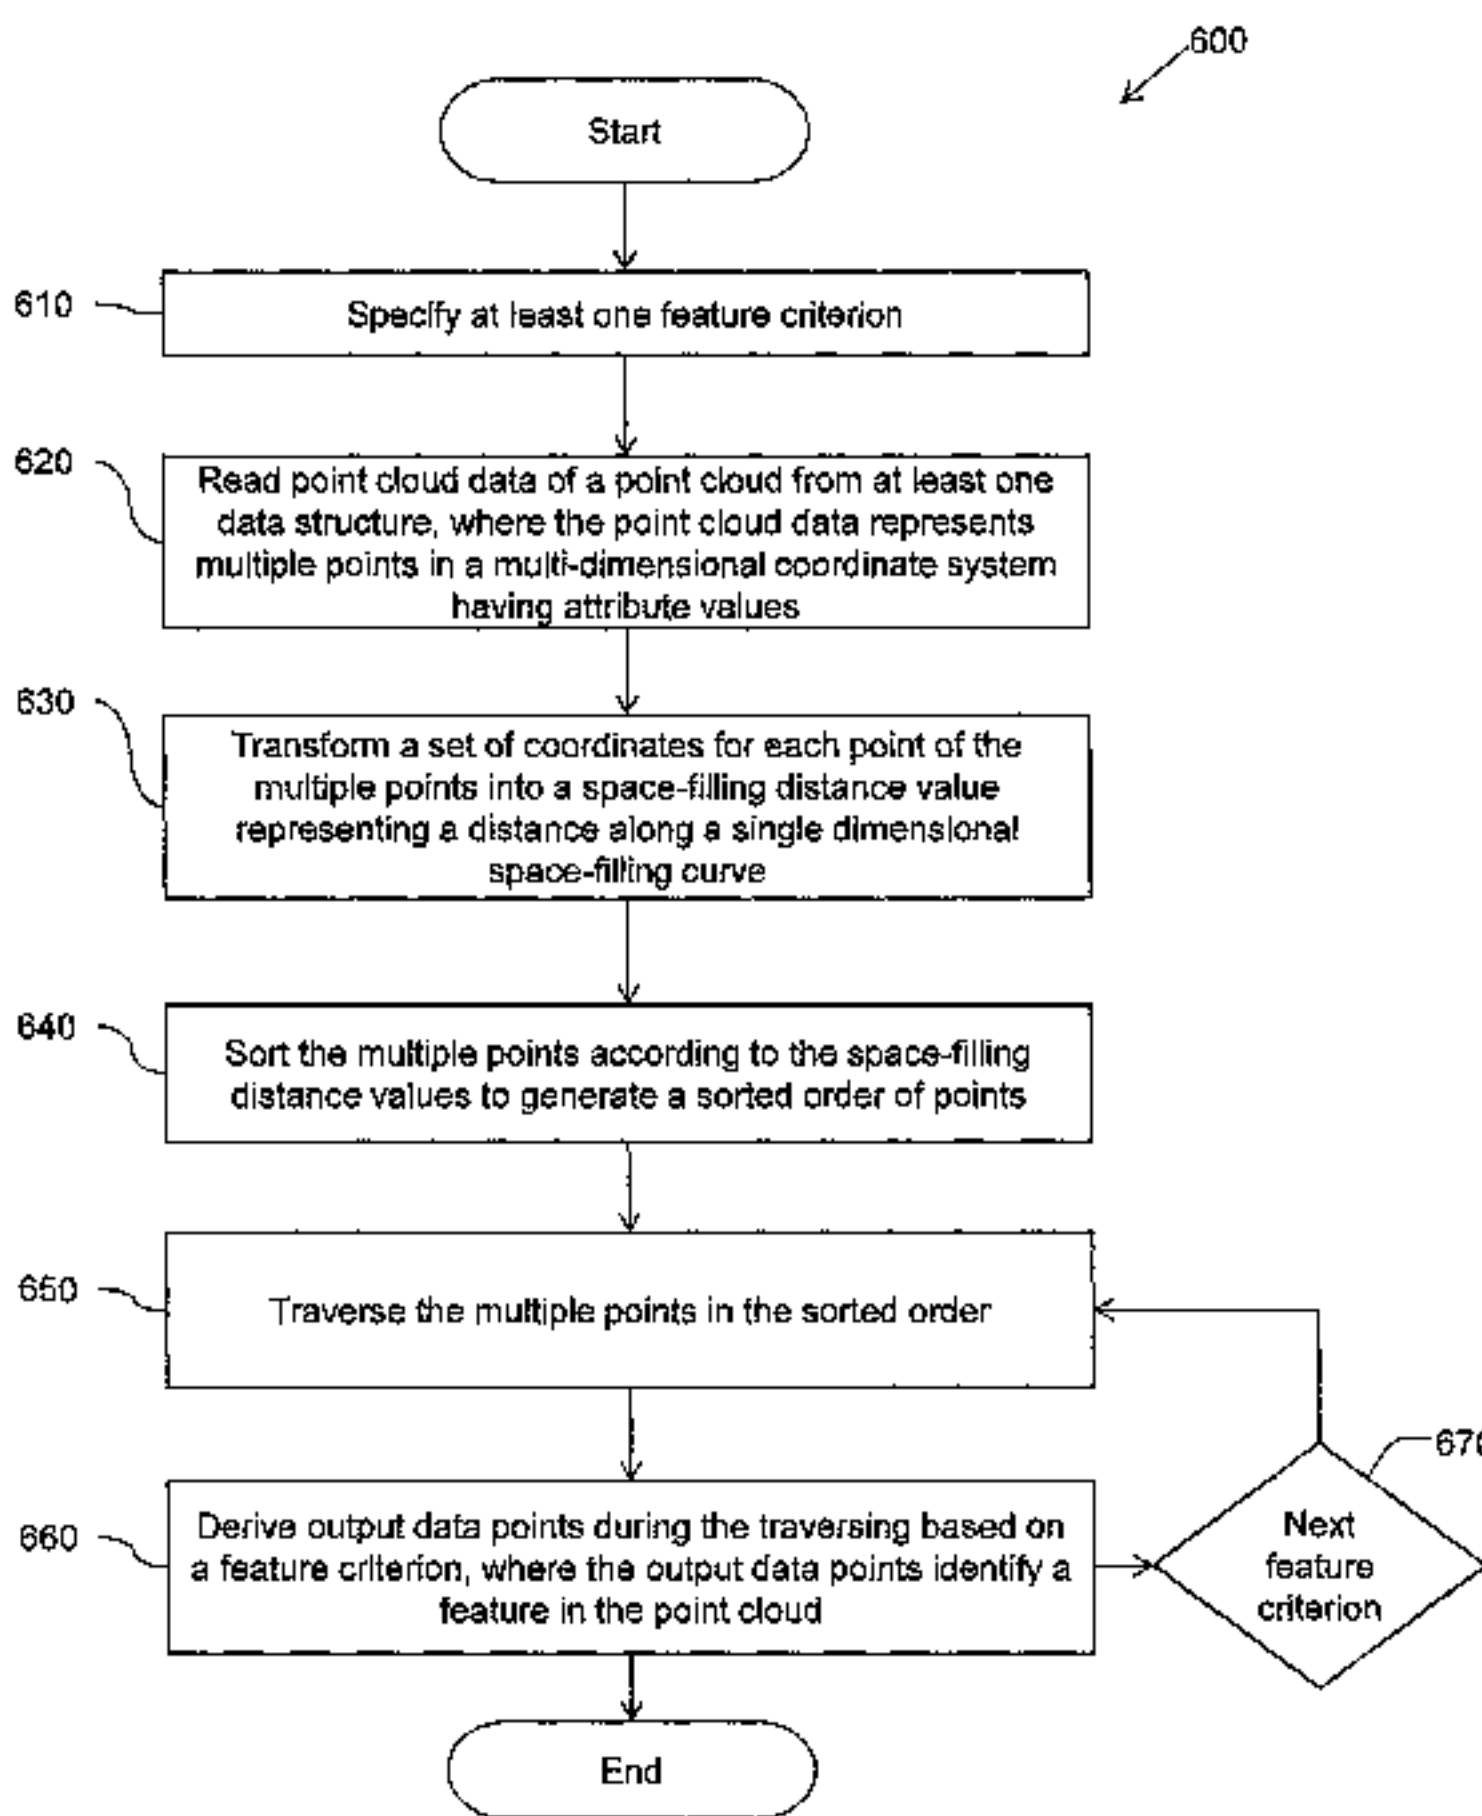 600
Start
610
Specify at least one feature criterion
620
Read point cloud data of a point cloud from at least one
data structure, where the point cloud data represents
multiple points in a multi-dimensional coordinate system
having attribute values
630
Transform a set of coordinates for each point of the
multiple points into a space-filling distance value
representing a distance along a single dimensional
space-filling curve
640
Sort the multiple points according to the space-filling
distance values to generate a sorted order of points
650
Traverse the multiple points in the sorted order
670
660
Derive output data points during the traversing based on
a feature criterion, where the output data points identify a
feature in the point cloud
Next
feature
criterion
End